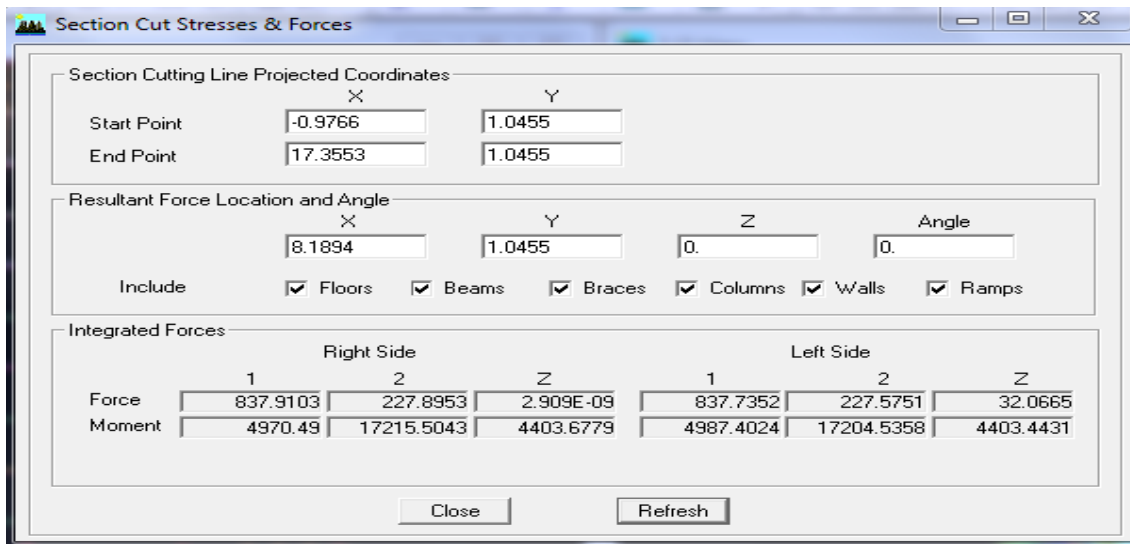 Section Cut Stresses & Forces
Section Cutting Line Projected Coordinates
X Y
Start Point -0.9766 1.0455
End Point 17.3553 1.0455
Resultant Force Location and Angle
X Y Z Angle
8.1894 1.0455 0. 0.
Include Floors Beams Braces Columns Walls Ramps
Integrated Forces
Right Side Left Side
1 2 Z 1 2 Z
Force 837.9103 227.8953 2.909E-09 837.7352 227.5751 32.0665
Moment 4970.49 17215.5043 4403.6779 4987.4024 17204.5358 4403.4431
Close Refresh